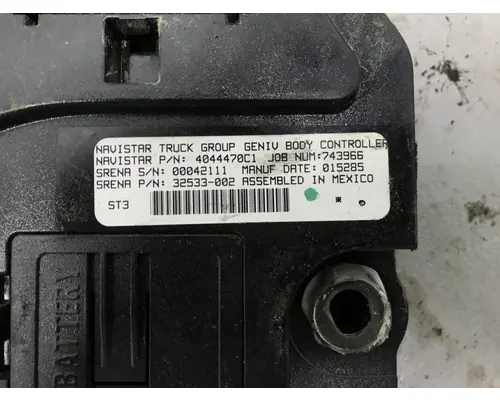 NAVISTAR TRUCK GROUP GENIV BODY CONTROLLER
NAVISTAR P/N: 4044470C1 JOB NUM:743966
SRENA S/N: 00042111 MANUF DATE: 015285
SRENA P/N: 32533-002 ASSEMBLED IN MEXICO
ST3